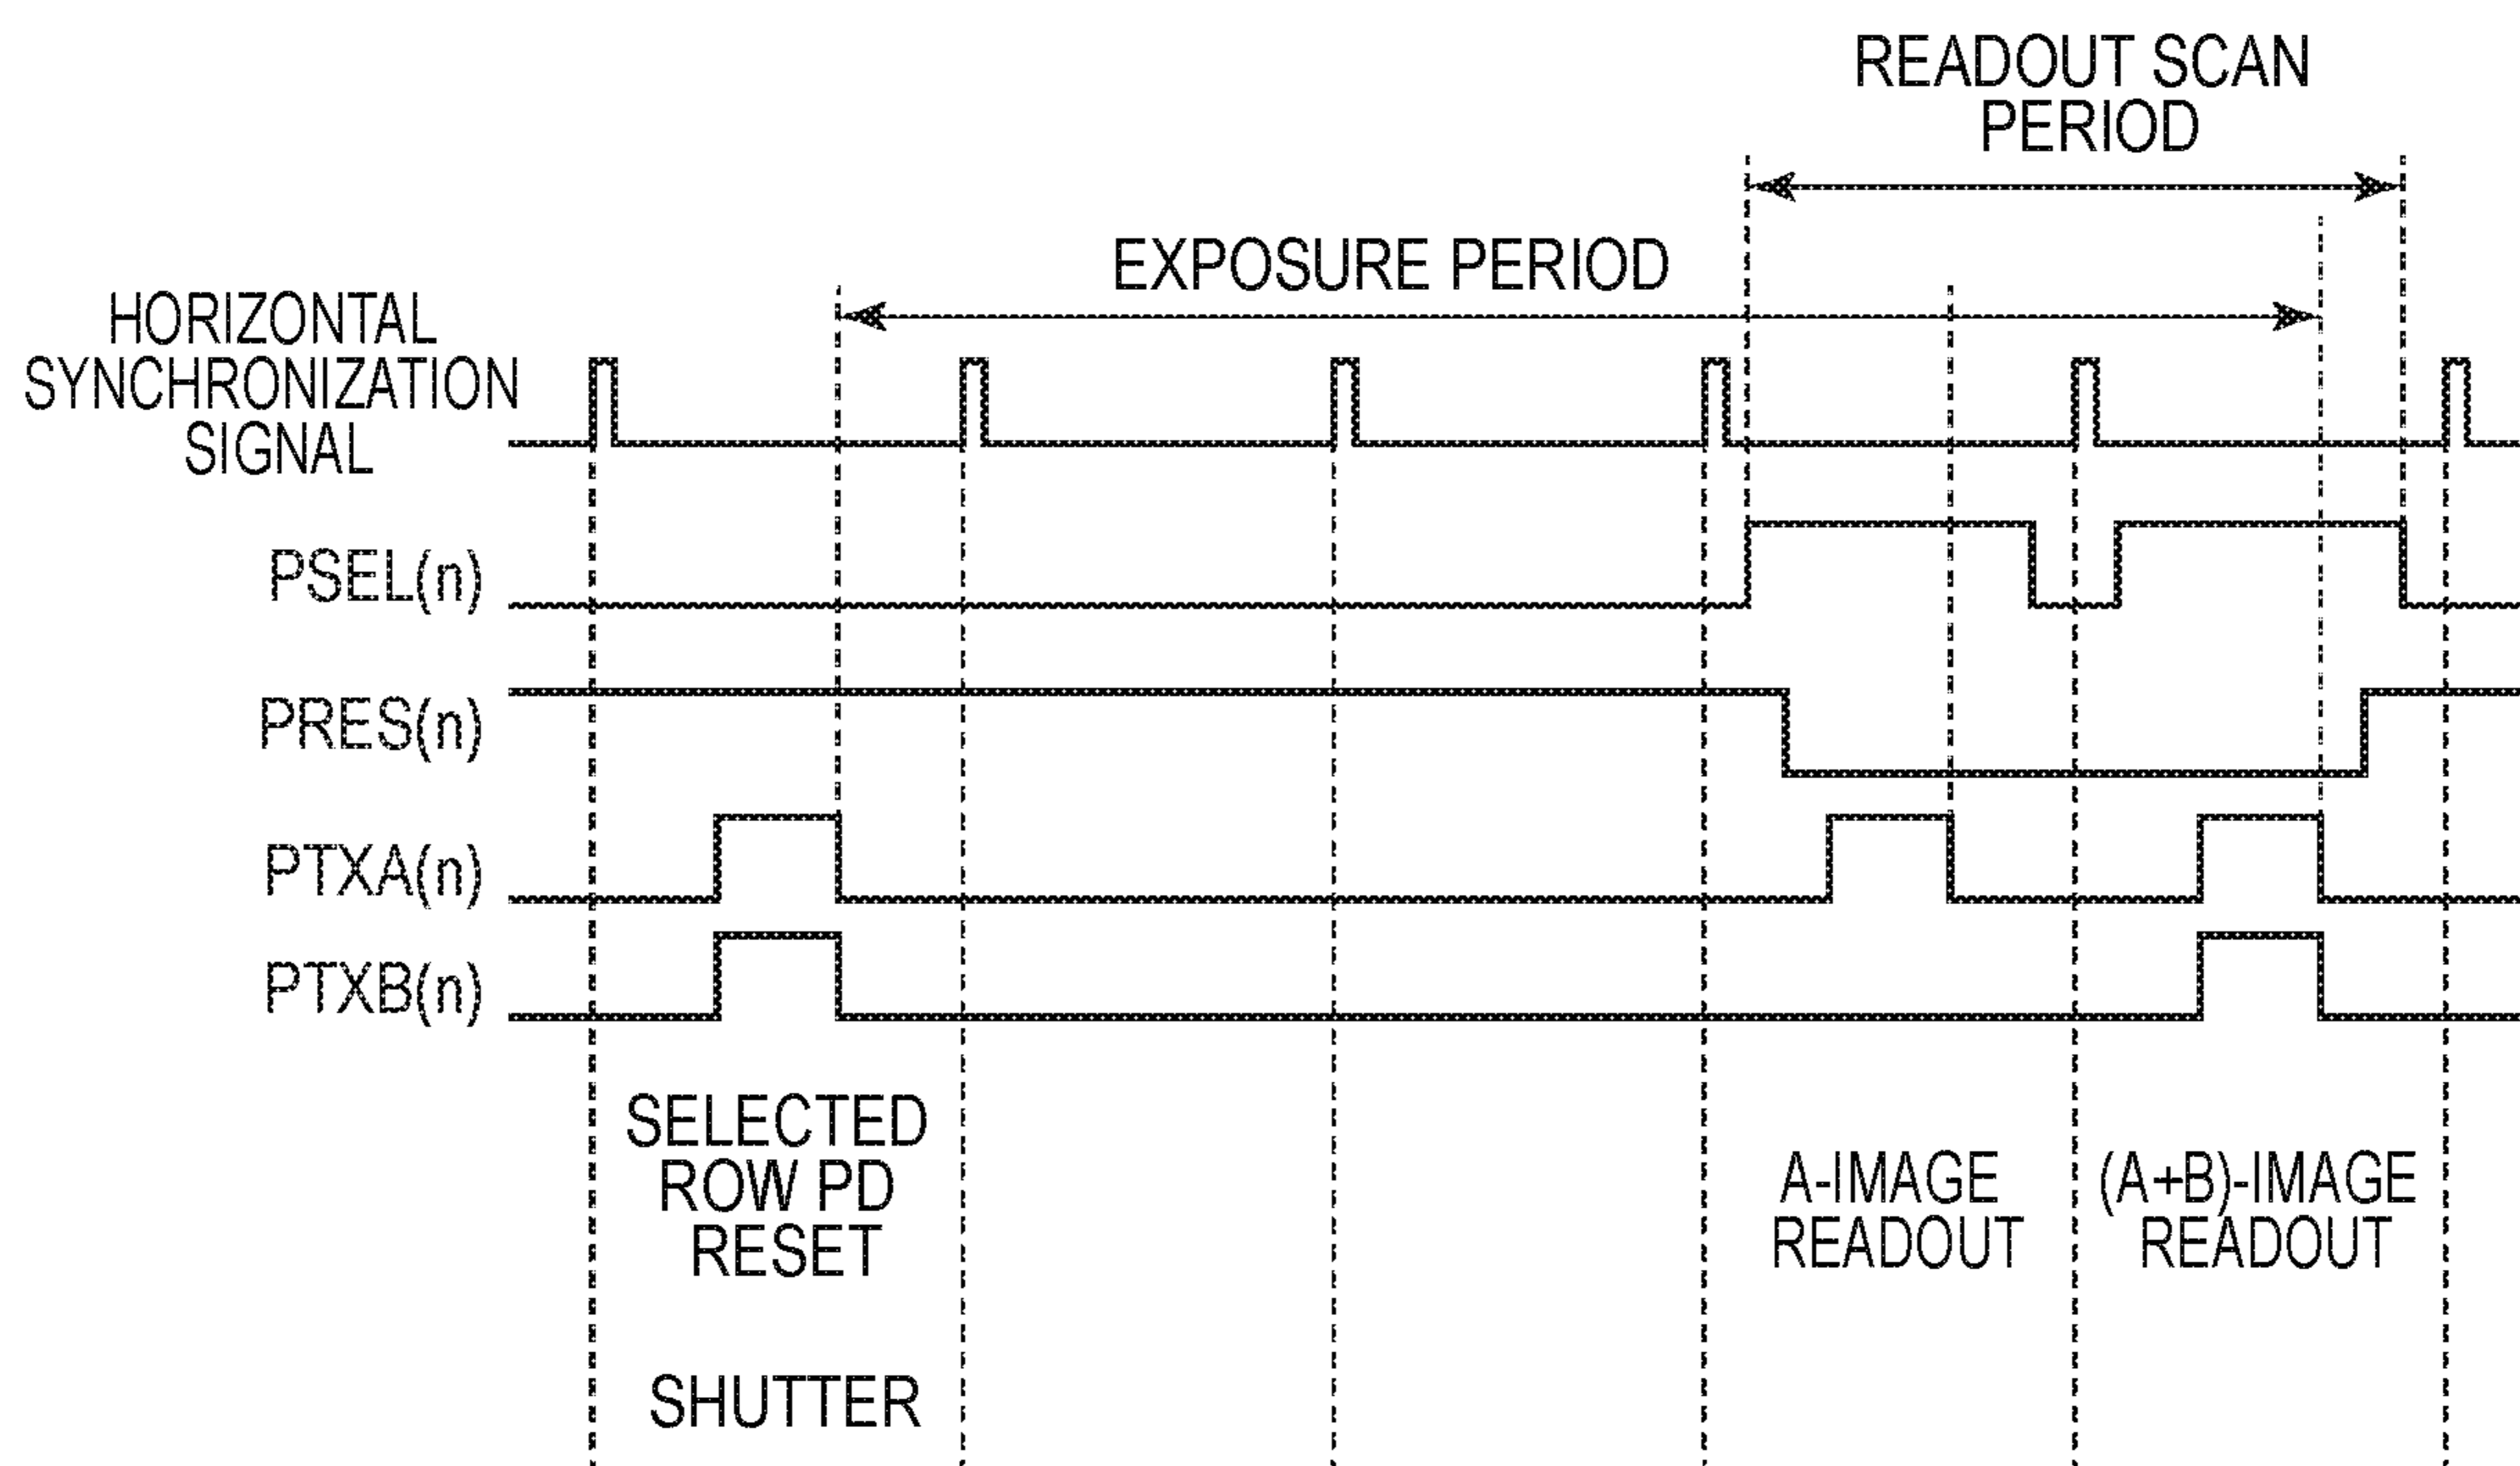 READOUT SCAN
PERIOD
EXPOSURE PERIOD
HORIZONTAL
SYNCHRONIZATION
SIGNAL
PSEL(n)
PRES(n)
PTXA(n)
PTXB(n)
SELECTED
ROW PD
RESET
A-IMAGE
READOUT
(A+B)-IMAGE
READOUT
SHUTTER